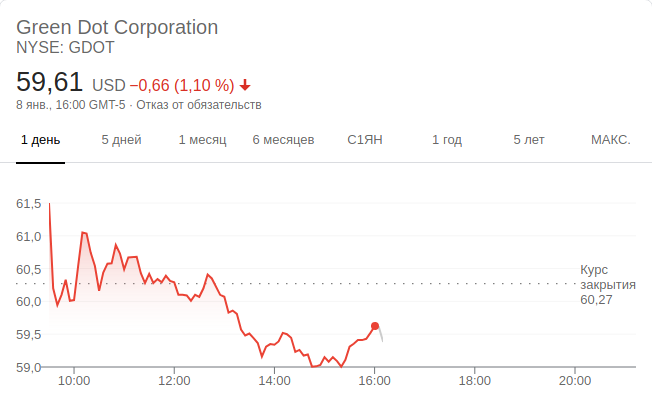 Green Dot Corporation
NYSE: GDOT
59,61 USD −0,66 (1,10 %)
8 янв., 16:00 GMT-5 · Отказ от обязательств
1 день 5 дней 1 месяц 6 месяцев С1ЯН 1 год 5 лет МАКС.
61,5
61,0
60,5
60,0
59,5
59,0
Курс
закрытия
60,27
10:00 12:00 14:00 16:00 18:00 20:00